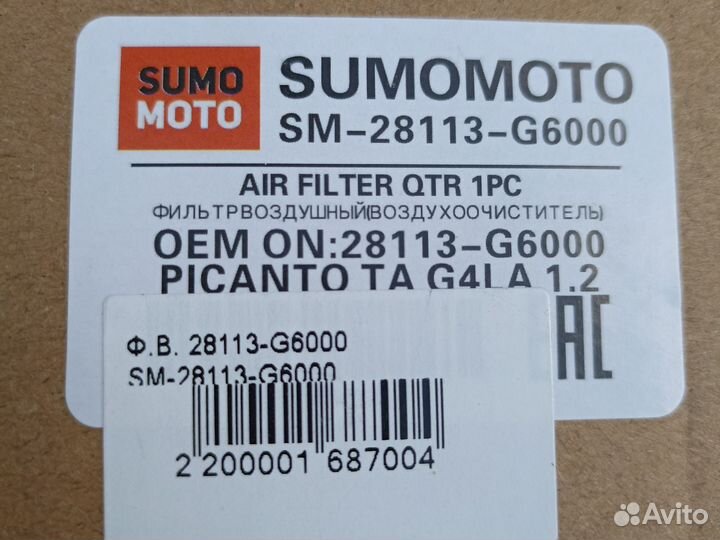 SUMO
MOTO
SUMOMOTO
SM-28113-G6000
AIR FILTER QTR 1PC
ФИЛЬТРВОЗДУШНЫЙ(ВОЗДУХООЧИСТИТЕЛЬ)
OEM ON:28113-G6000
PICANTO TA G4LA 1.2
EAC
Ф.В. 28113-G6000
SM-28113-G6000
2 200001 687004
Avito